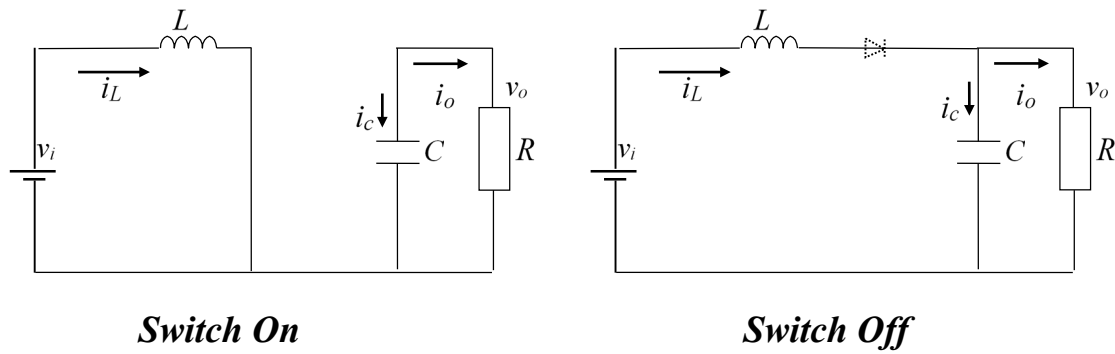 L
i_L
i_o
v_o
i_c
v_i
C
R
Switch On
L
i_L
i_o
v_o
i_c
v_i
C
R
Switch Off